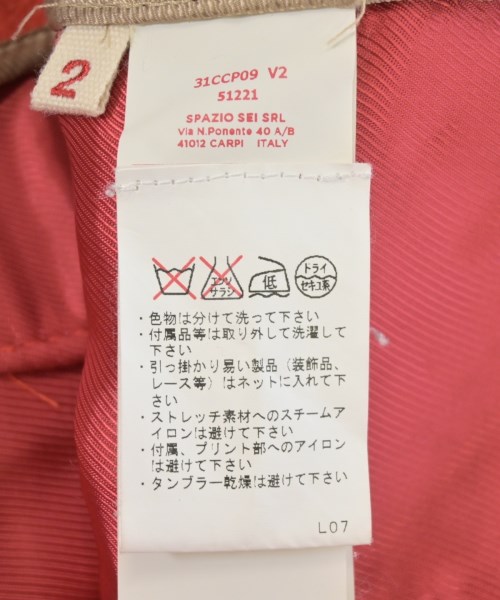 2
31CCP09 V2
51221
SPAZIO SEI SRL
Via N.Ponente 40 A/B
41012 CARPI ITALY
エンソ
サラシ
低
ドライ
セキユ系
・色物は分けて洗って下さい
・付属品等は取り外して洗濯して
下さい
・引っ掛かり易い製品（装飾品、
レース等）はネットに入れて下
さい
・ストレッチ素材へのスチームア
イロンは避けて下さい
・付属、プリント部へのアイロン
は避けて下さい
・タンブラー乾燥は避けて下さい
L07